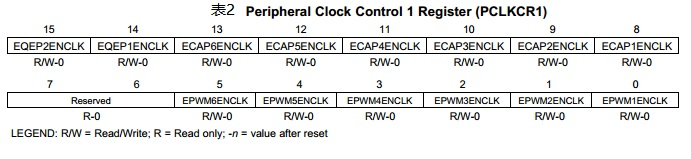 表2 Peripheral Clock Control 1 Register (PCLKCR1)
15 14 13 12 11 10 9 8
EQEP2ENCLK EQEP1ENCLK ECAP6ENCLK ECAP5ENCLK ECAP4ENCLK ECAP3ENCLK ECAP2ENCLK ECAP1ENCLK
R/W-0 R/W-0 R/W-0 R/W-0 R/W-0 R/W-0 R/W-0 R/W-0
7 6 5 4 3 2 1 0
Reserved EPWM6ENCLK EPWM5ENCLK EPWM4ENCLK EPWM3ENCLK EPWM2ENCLK EPWM1ENCLK
R-0 R/W-0 R/W-0 R/W-0 R/W-0 R/W-0 R/W-0
LEGEND: R/W = Read/Write; R = Read only; -n = value after reset